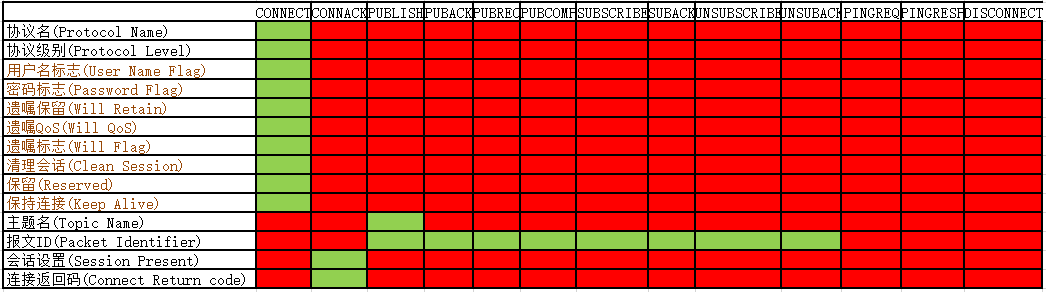 CONNECT CONNACK PUBLISH PUBACK PUBREC PUBCOMP SUBSCRIBE SUBACK UNSUBSCRIBE UNSUBACK PINGREQ PINGRESP DISCONNECT
协议名(Protocol Name)
协议级别(Protocol Level)
用户名标志(User Name Flag)
密码标志(Password Flag)
遗嘱保留(Will Retain)
遗嘱QoS(Will QoS)
遗嘱标志(Will Flag)
清理会话(Clean Session)
保留(Reserved)
保持连接(Keep Alive)
主题名(Topic Name)
报文ID(Packet Identifier)
会话设置(Session Present)
连接返回码(Connect Return code)